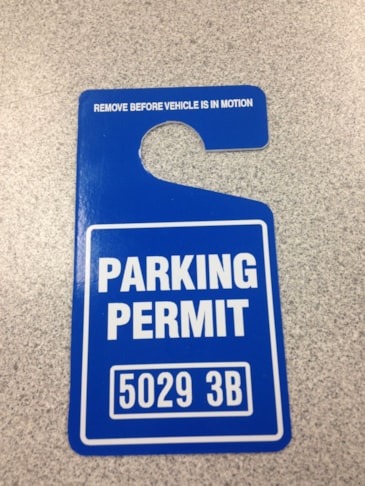 REMOVE BEFORE VEHICLE IS IN MOTION
PARKING
PERMIT
5029 3B